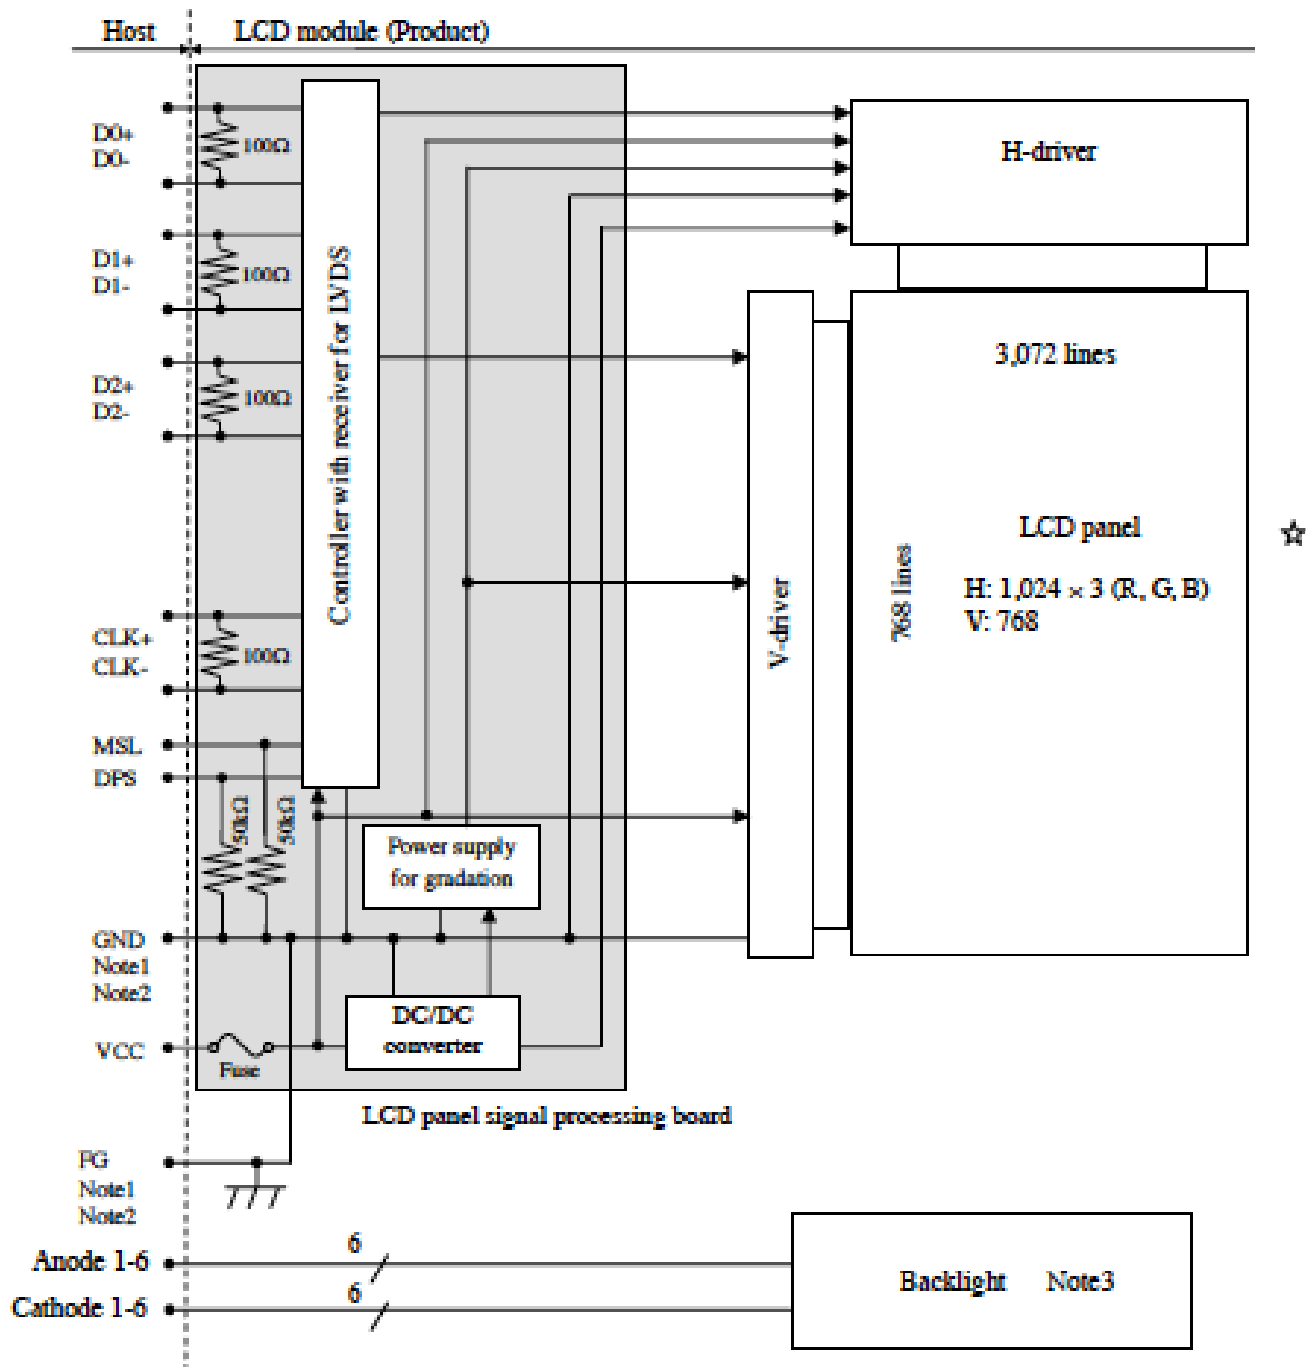 Host
LCD module (Product)
D0+
D0-
100Ω
D1+
D1-
100Ω
D2+
D2-
100Ω
CLK+
CLK-
100Ω
MSL
DPS
50kΩ
50kΩ
GND
Note1
Note2
VCC
Fuse
Controller with receiver for LVDS
Power supply
for gradation
DC/DC
converter
LCD panel signal processing board
H-driver
V-driver
3,072 lines
768 lines
LCD panel
H: 1,024 × 3 (R, G, B)
V: 768
☆
FG
Note1
Note2
Anode 1-6
6
Cathode 1-6
6
Backlight Note3